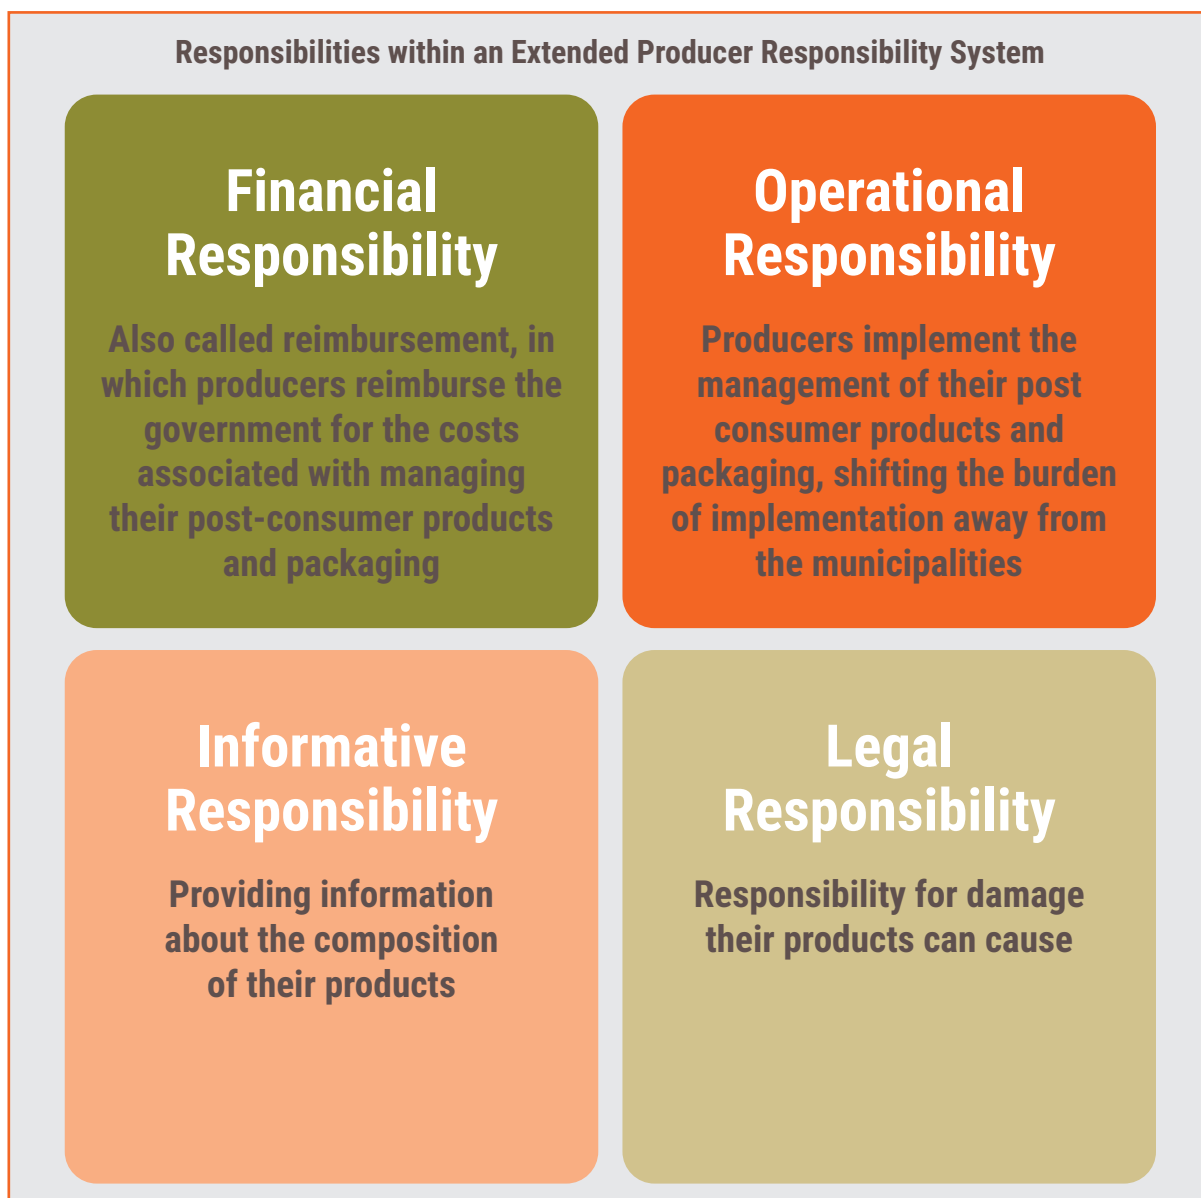 Responsibilities within an Extended Producer Responsibility System
Financial
Responsibility
Also called reimbursement, in
which producers reimburse the
government for the costs
associated with managing
their post-consumer products
and packaging
Operational
Responsibility
Producers implement the
management of their post
consumer products and
packaging, shifting the burden
of implementation away from
the municipalities
Informative
Responsibility
Providing information
about the composition
of their products
Legal
Responsibility
Responsibility for damage
their products can cause